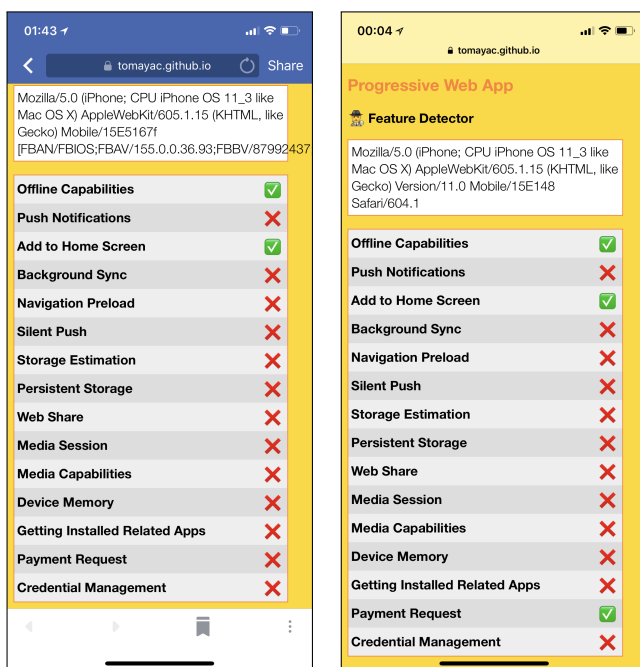 01:43
tomayac.github.io
Share
Mozilla/5.0 (iPhone; CPU iPhone OS 11_3 like
Mac OS X) AppleWebKit/605.1.15 (KHTML, like
Gecko) Mobile/15E5167f
[FBAN/FBIOS;FBAV/155.0.0.36.93;FBBV/87992437
Offline Capabilities
Push Notifications
Add to Home Screen
Background Sync
Navigation Preload
Silent Push
Storage Estimation
Persistent Storage
Web Share
Media Session
Media Capabilities
Device Memory
Getting Installed Related Apps
Payment Request
Credential Management
00:04
tomayac.github.io
Progressive Web App
Feature Detector
Mozilla/5.0 (iPhone; CPU iPhone OS 11_3 like
Mac OS X) AppleWebKit/605.1.15 (KHTML, like
Gecko) Version/11.0 Mobile/15E148
Safari/604.1
Offline Capabilities
Push Notifications
Add to Home Screen
Background Sync
Navigation Preload
Silent Push
Storage Estimation
Persistent Storage
Web Share
Media Session
Media Capabilities
Device Memory
Getting Installed Related Apps
Payment Request
Credential Management